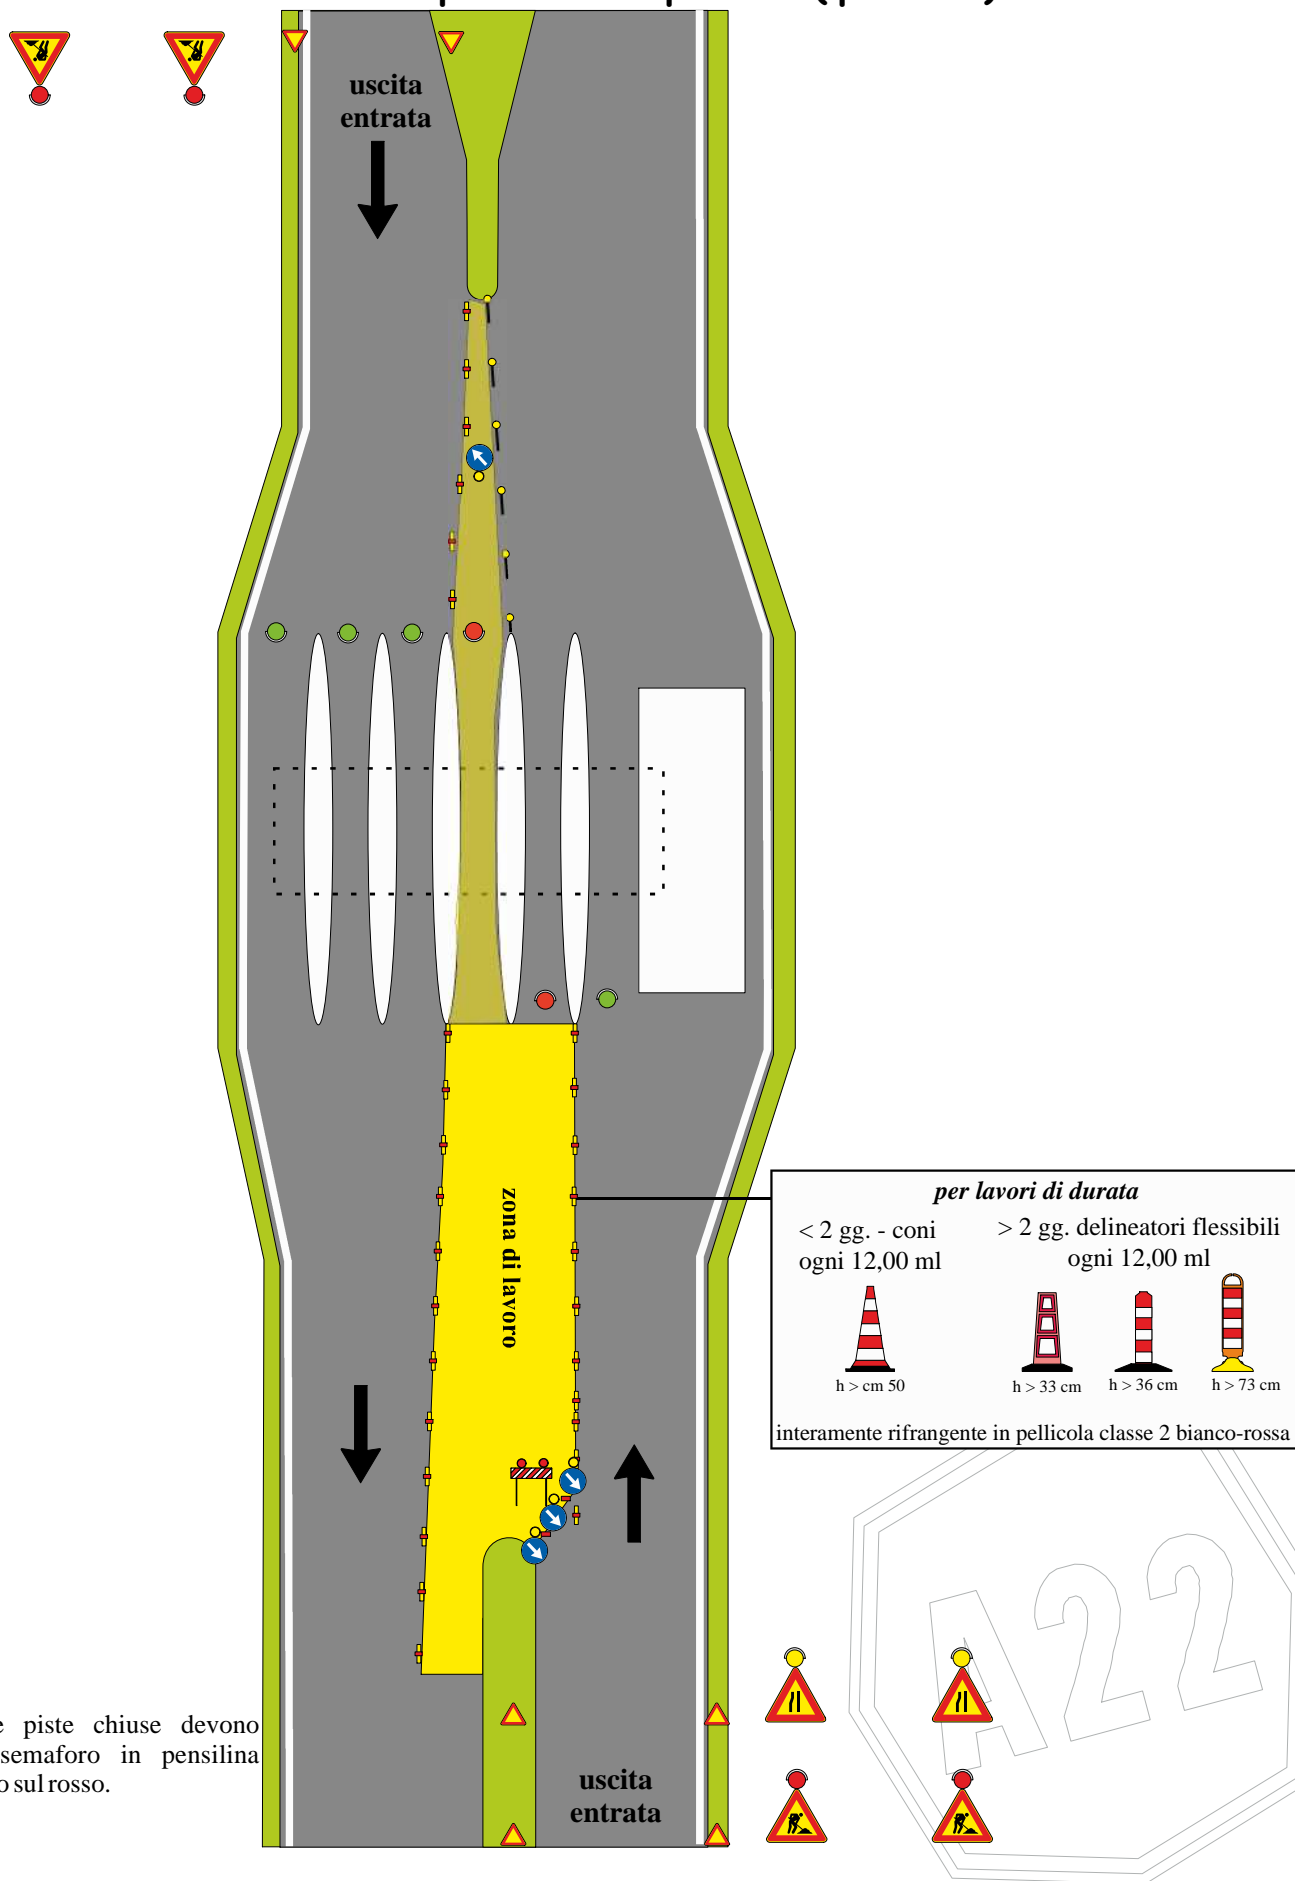 uscita
entrata
zona di lavoro
per lavori di durata
< 2 gg. - coni
ogni 12,00 ml
> 2 gg. delineatori flessibili
ogni 12,00 ml
h > cm 50
h > 33 cm
h > 36 cm
h > 73 cm
interamente rifrangente in pellicola classe 2 bianco-rossa
A22
piste chiuse devono
semaforo in pensilina
sul rosso.
uscita
entrata